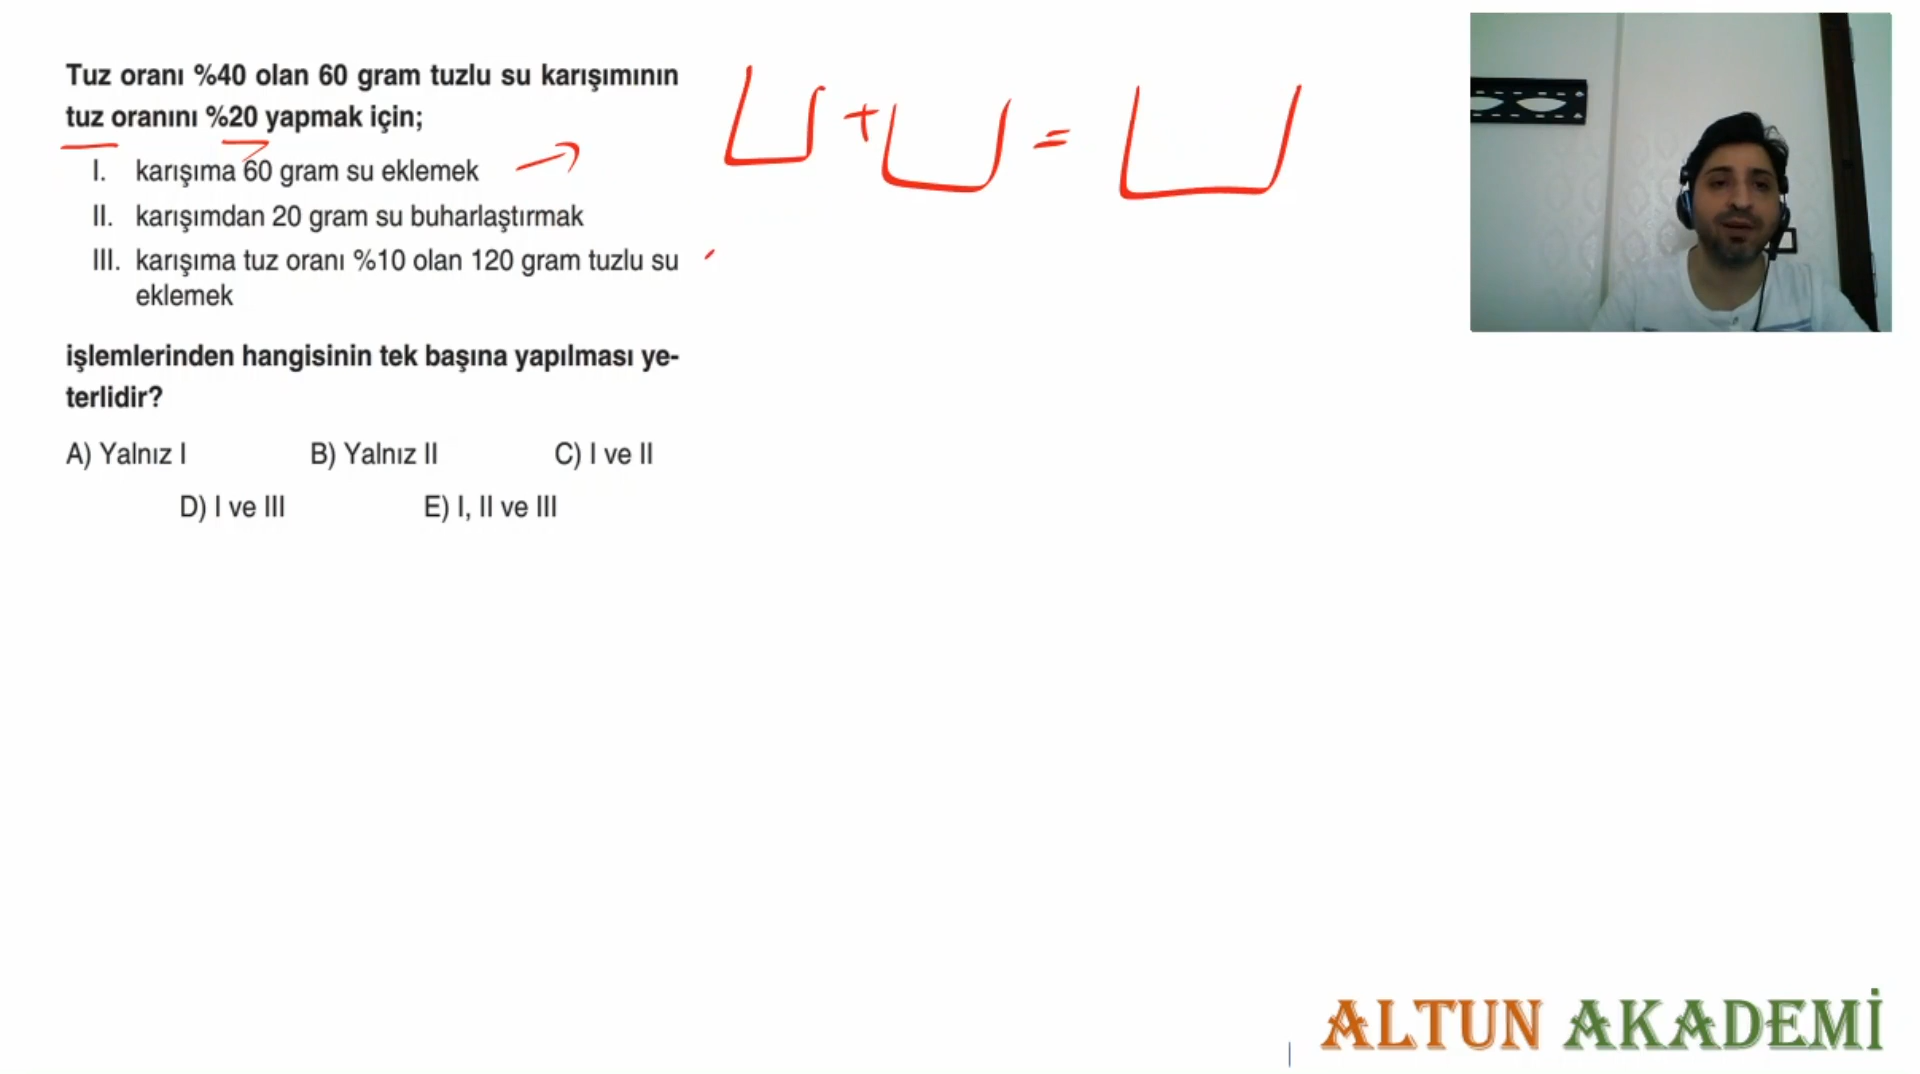 Tuz oranı %40 olan 60 gram tuzlu su karışımının
tuz oranını %20 yapmak için;
I. karışıma 60 gram su eklemek
II. karışımdan 20 gram su buharlaştırmak
III. karışıma tuz oranı %10 olan 120 gram tuzlu su
eklemek
işlemlerinden hangisinin tek başına yapılması ye-
terlidir?
A) Yalnız I B) Yalnız II C) I ve II
D) I ve III E) I, II ve III
+ =
ALTUN AKADEMİ